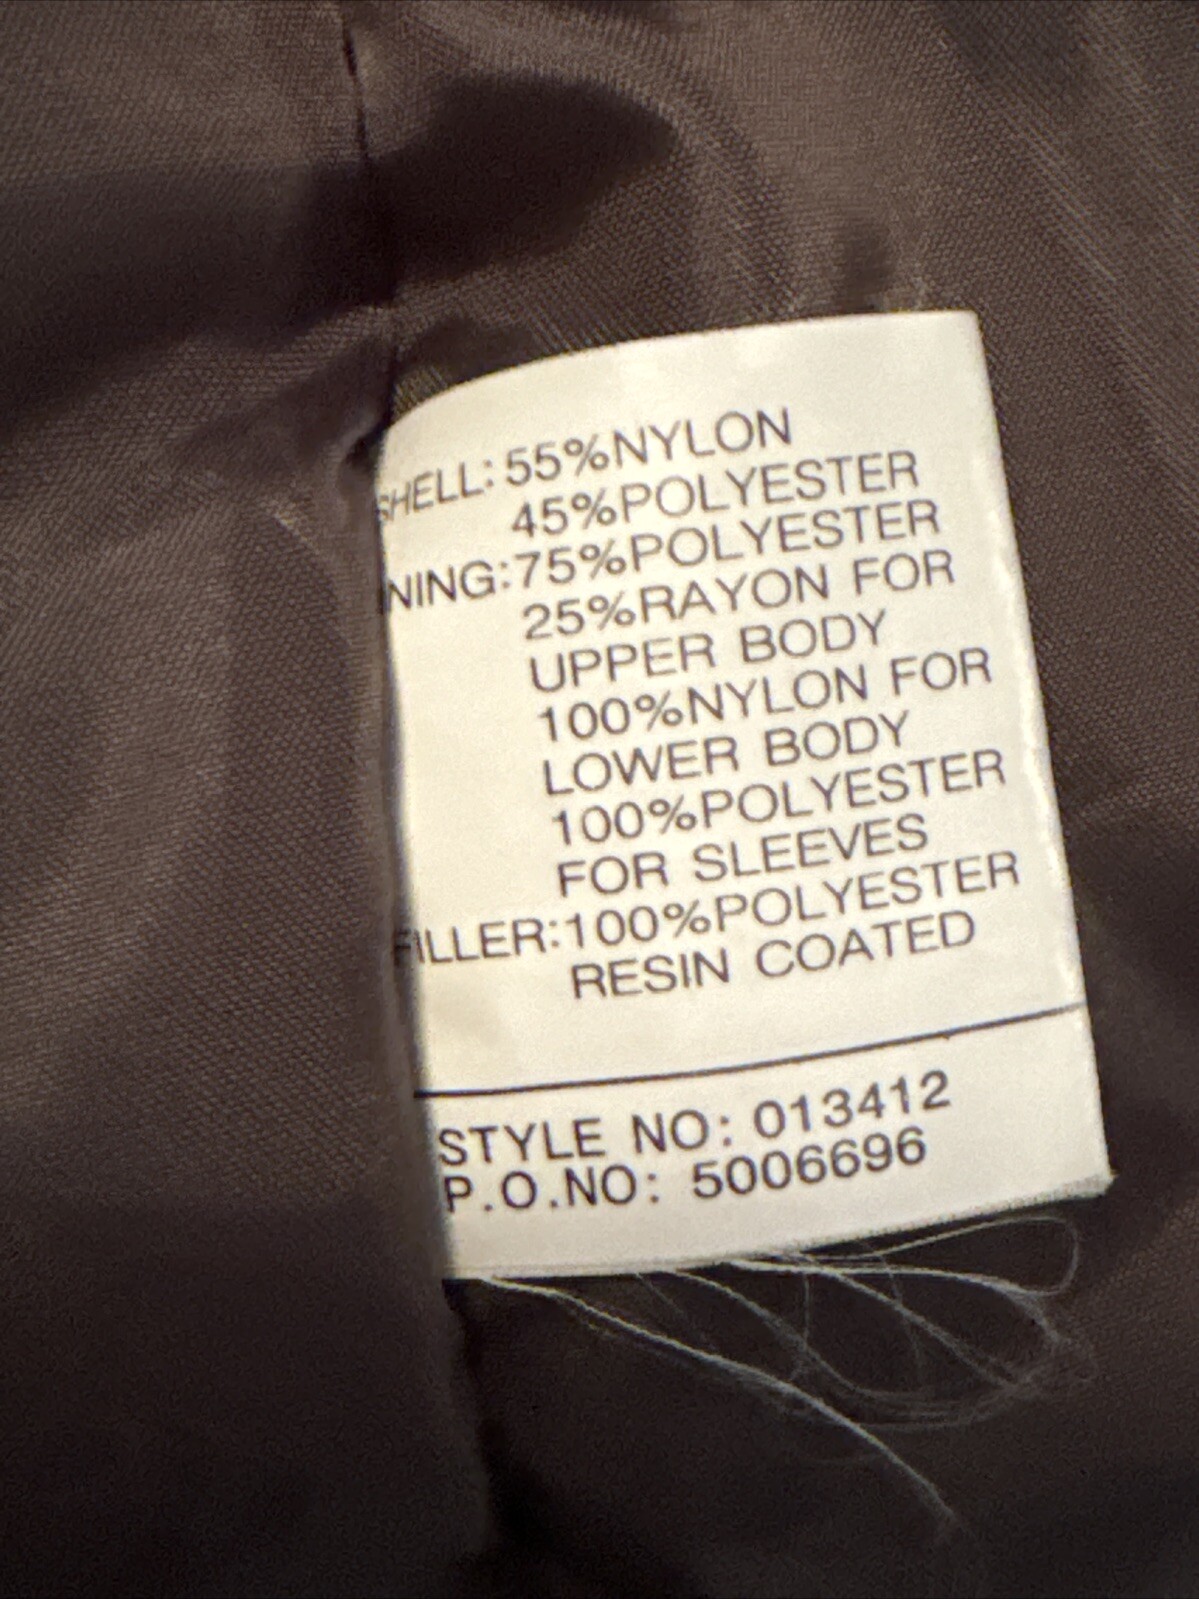 SHELL: 55%NYLON
45%POLYESTER
NING:75%POLYESTER
25%RAYON FOR
UPPER BODY
100%NYLON FOR
LOWER BODY
100%POLYESTER
FOR SLEEVES
FILLER:100%POLYESTER
RESIN COATED
STYLE NO: 013412
P.O.NO: 5006696